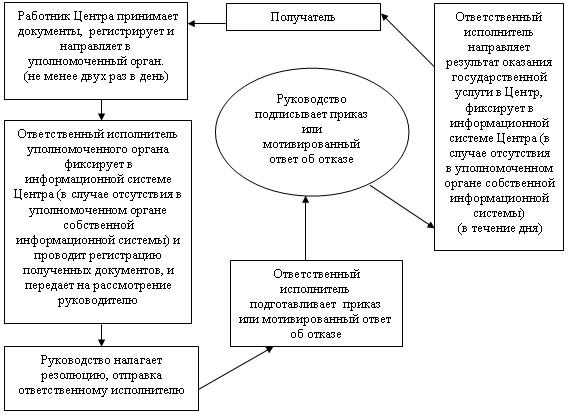 Работник Центра принимает
документы,  регистрирует и
направляет в
уполномоченный орган.
(не менее двух раз в день)
Получатель
Ответственный
исполнитель
направляет
результат оказания
государственной
услуги в Центр,
фиксирует в
информационной
системе Центра (в
случае отсутствия
в уполномоченном
органе собственной
информационной
системы)
(в течение дня)
Руководство
подписывает приказ
или
мотивированный
ответ об отказе
Ответственный исполнитель
уполномоченного органа
фиксирует в
информационной системе
Центра (в случае отсутствия в
уполномоченном органе
собственной
информационной системы) и
проводит регистрацию
полученных документов, и
передает на рассмотрение
руководителю
Ответственный
исполнитель
подготавливает  приказ
или мотивированный ответ
об отказе
Руководство налагает
резолюцию, отправка
ответственному исполнителю